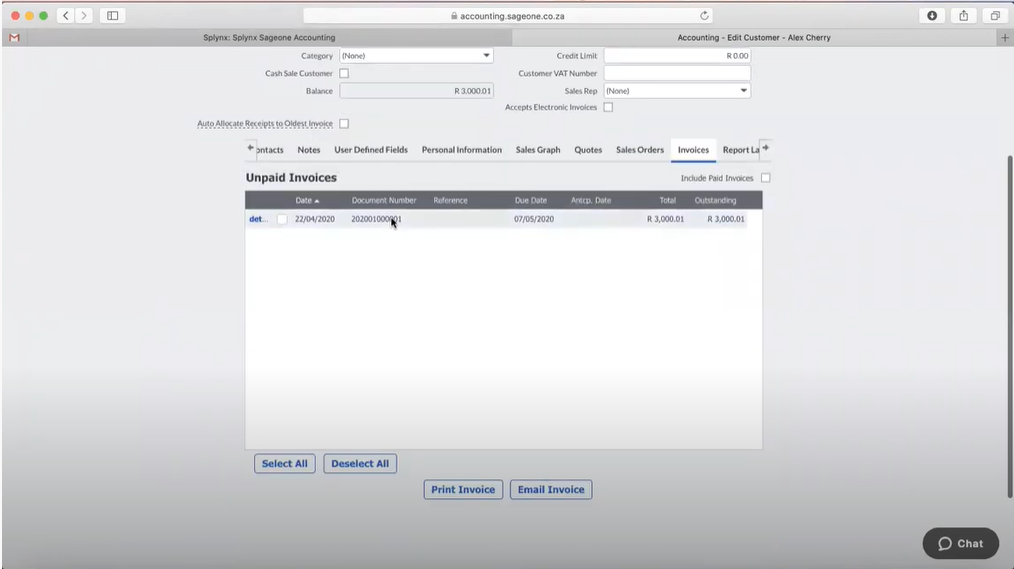 accounting.sageone.co.za
Splynx: Splynx Sageone Accounting
Accounting - Edit Customer - Alex Cherry
Category (None) Credit Limit R 0.00
Cash Sale Customer Customer VAT Number
Balance R 3,000.01 Sales Rep (None)
Accepts Electronic Invoices
Auto Allocate Receipts to Oldest Invoice
ontacts Notes User Defined Fields Personal Information Sales Graph Quotes Sales Orders Invoices Report La
Unpaid Invoices Include Paid Invoices
Date Document Number Reference Due Date Antcp. Date Total Outstanding
det... 22/04/2020 202001000001 07/05/2020 R 3,000.01 R 3,000.01
Select All Deselect All
Print Invoice Email Invoice
Chat